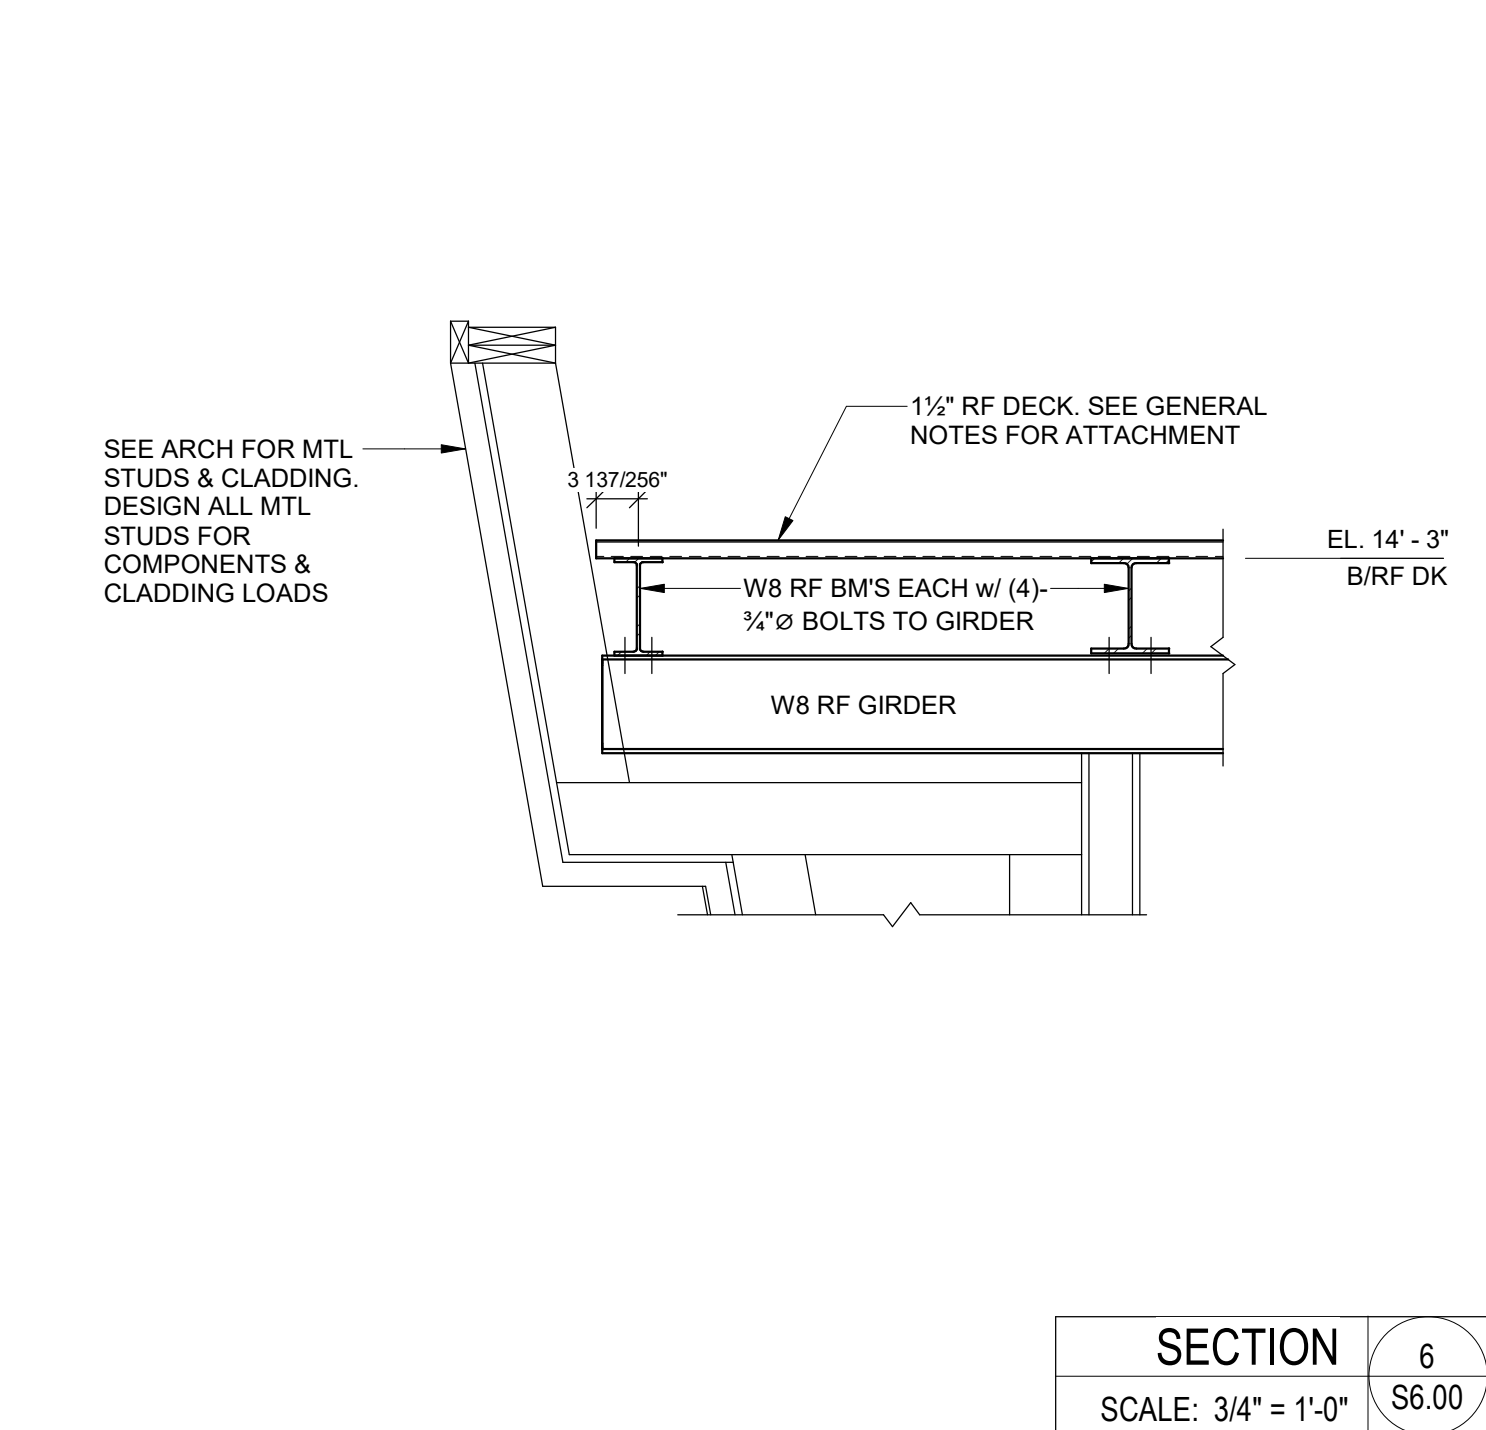 1½" RF DECK. SEE GENERAL
NOTES FOR ATTACHMENT
SEE ARCH FOR MTL
STUDS & CLADDING.
DESIGN ALL MTL
STUDS FOR
COMPONENTS &
CLADDING LOADS
3 137/256"
EL. 14' - 3"
B/RF DK
W8 RF BM'S EACH w/ (4)-
¾"⌀ BOLTS TO GIRDER
W8 RF GIRDER
SECTION
SCALE: 3/4" = 1'-0"
6
S6.00